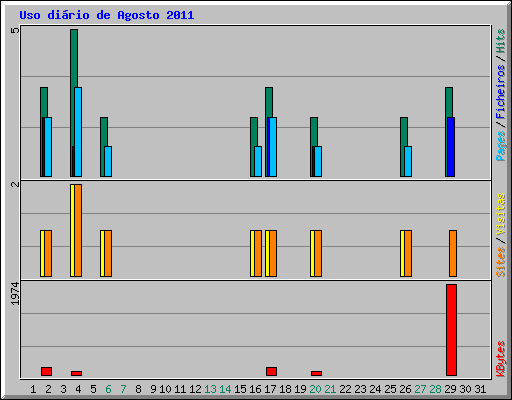 Uso diário de Agosto 2011
5
Pages / Ficheiros / Hits
2
Sites / Visitas
1974
KBytes
1 2 3 4 5 6 7 8 9 10 11 12 13 14 15 16 17 18 19 20 21 22 23 24 25 26 27 28 29 30 31